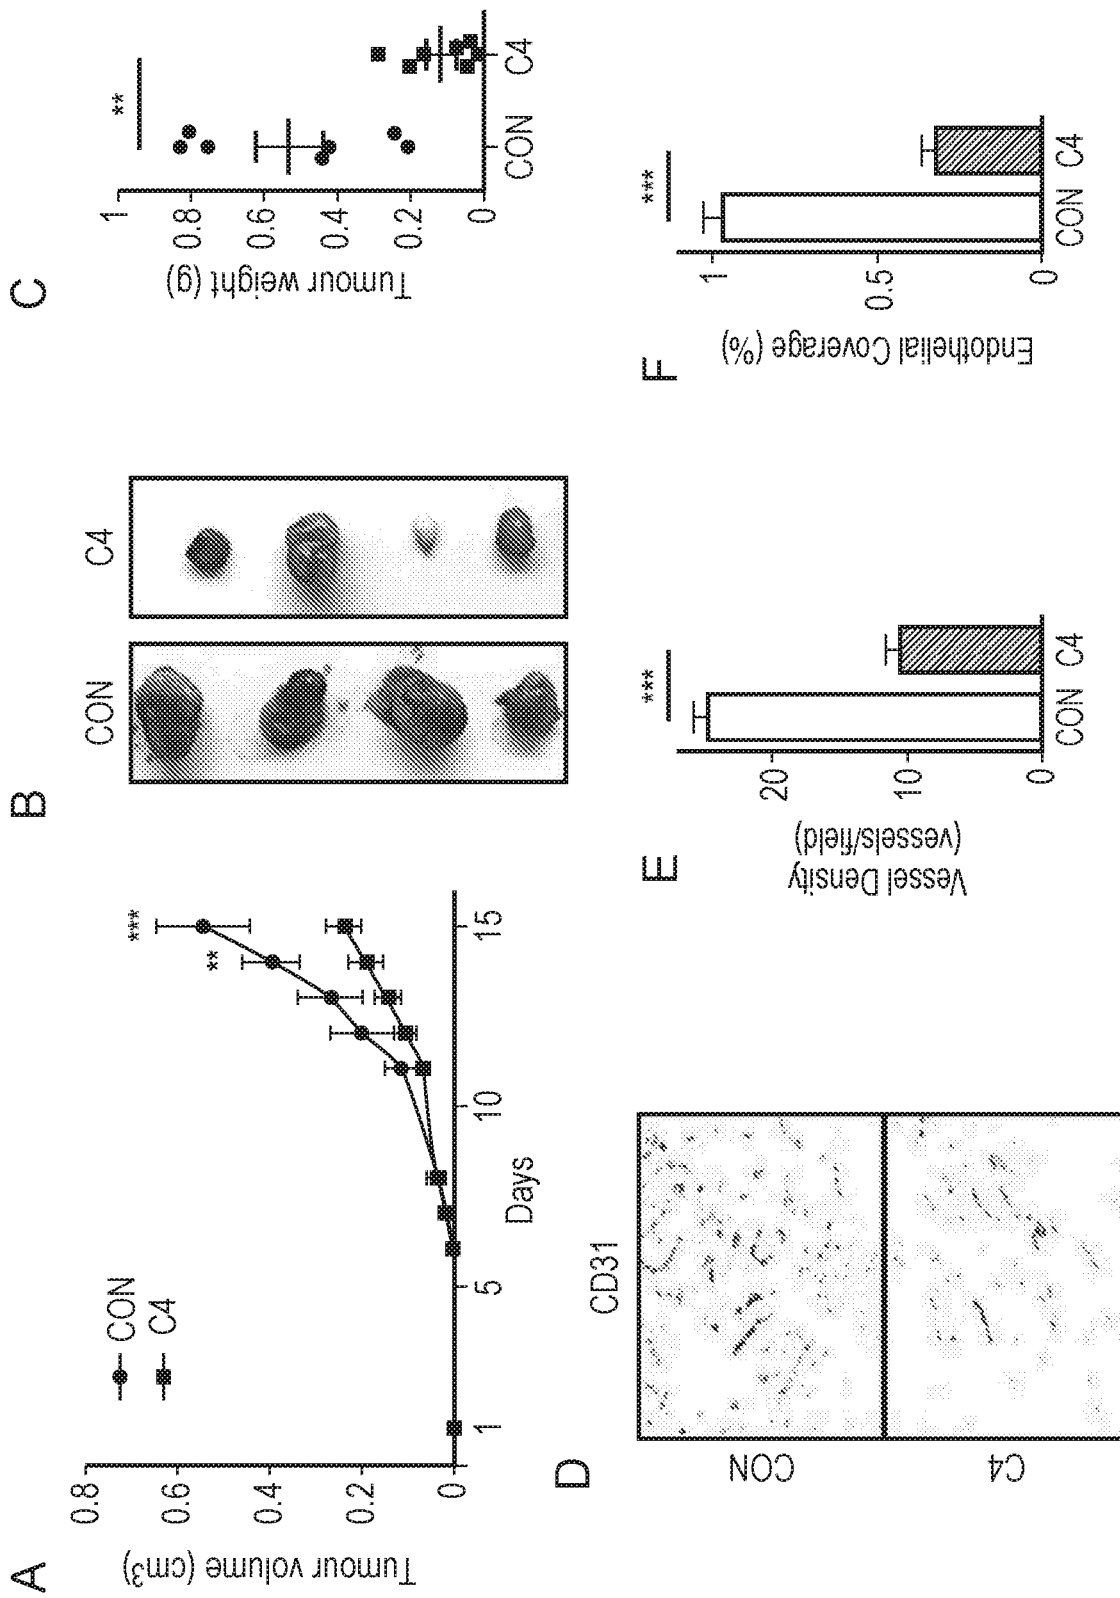 A
Tumour volume (cm³)
0.8
0.6
0.4
0.2
0
1
5
10
15
Days
CON
C4
**
***
B
CON
C4
C
Tumour weight (g)
1
0.8
0.6
0.4
0.2
0
CON
C4
**
D
CD31
CON
C4
E
Vessel Density
(vessels/field)
20
10
0
CON
C4
***
F
Endothelial Coverage (%)
1
0.5
0
CON
C4
***